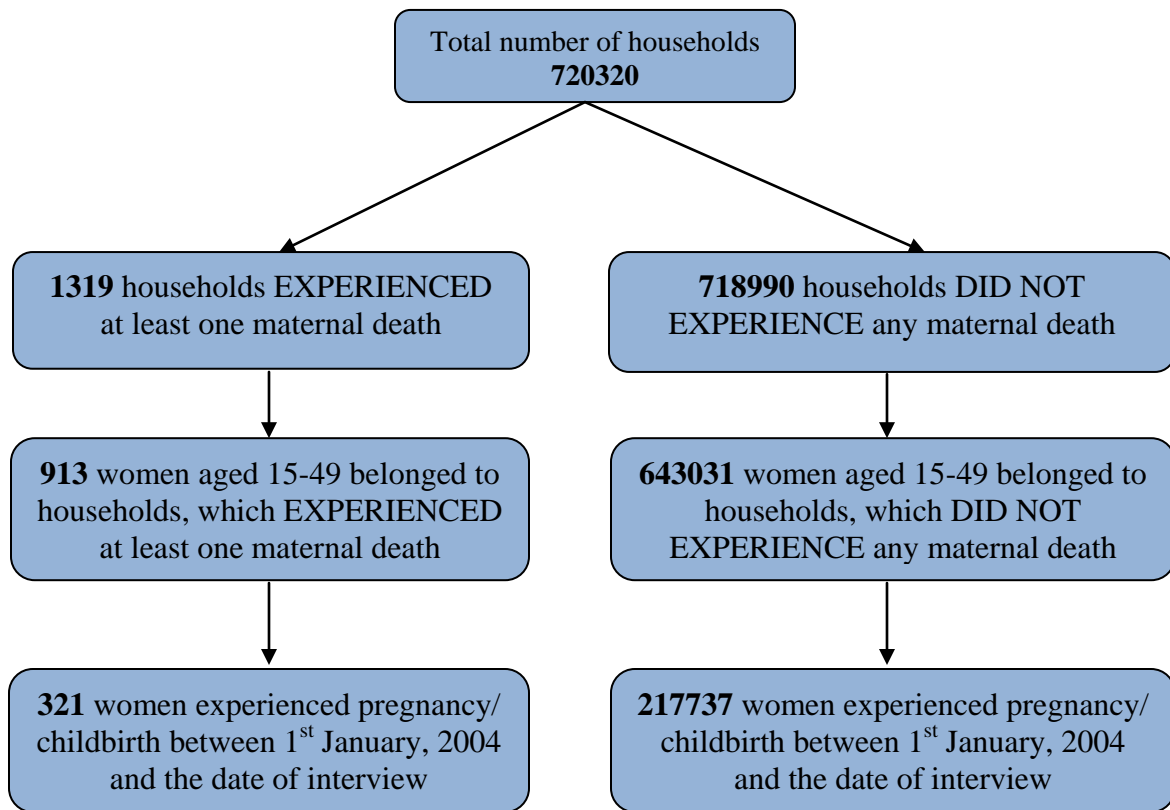 Total number of households
720320
1319 households EXPERIENCED
at least one maternal death
718990 households DID NOT
EXPERIENCE any maternal death
913 women aged 15-49 belonged to
households, which EXPERIENCED
at least one maternal death
643031 women aged 15-49 belonged to
households, which DID NOT
EXPERIENCE any maternal death
321 women experienced pregnancy/
childbirth between 1st January, 2004
and the date of interview
217737 women experienced pregnancy/
childbirth between 1st January, 2004
and the date of interview